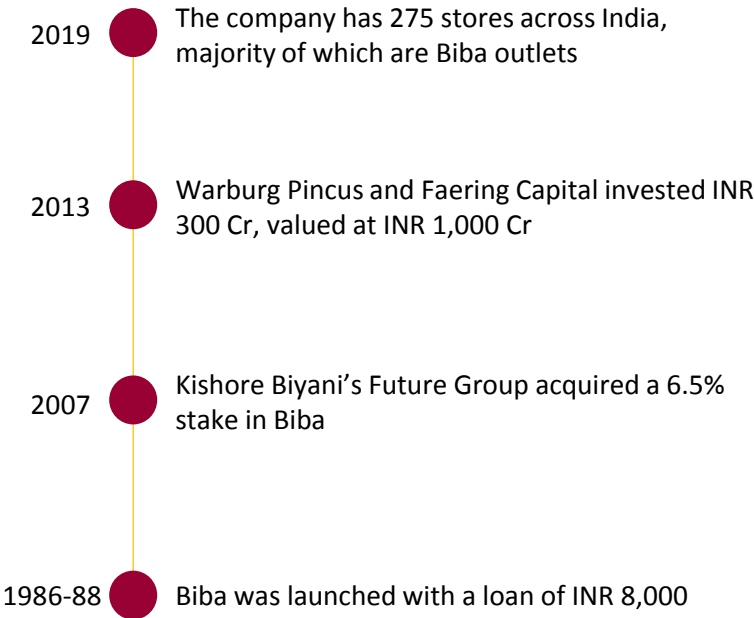 2019
The company has 275 stores across India,
majority of which are Biba outlets
2013
Warburg Pincus and Faering Capital invested INR
300 Cr, valued at INR 1,000 Cr
2007
Kishore Biyani’s Future Group acquired a 6.5%
stake in Biba
1986-88
Biba was launched with a loan of INR 8,000